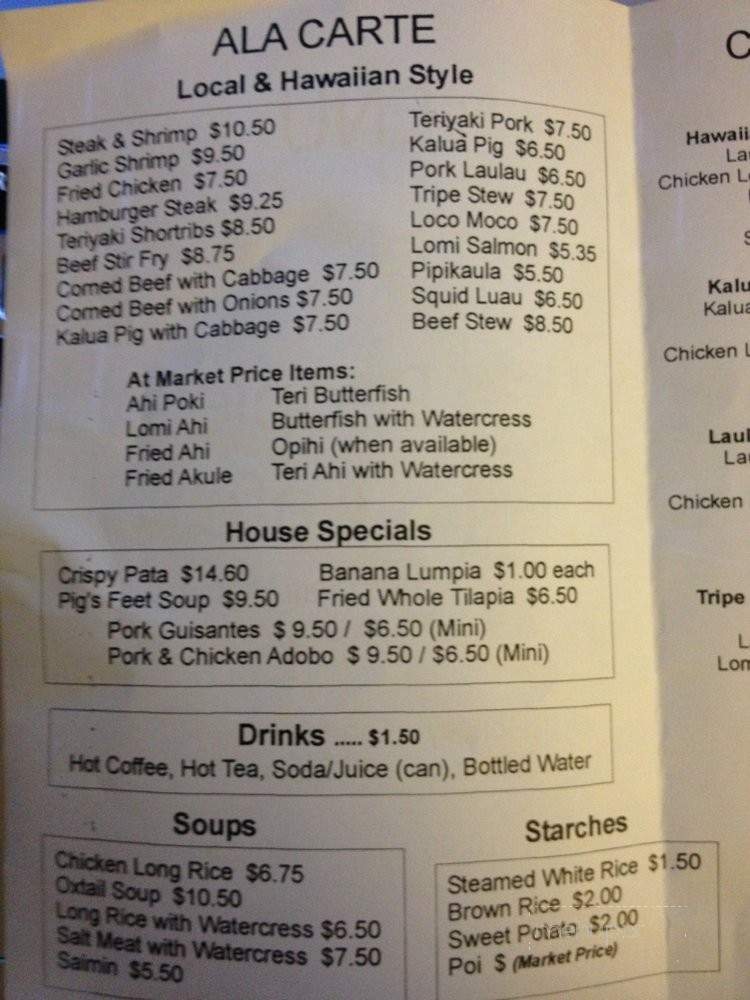 ALA CARTE
Local & Hawaiian Style
Steak & Shrimp $10.50
Garlic Shrimp $9.50
Fried Chicken $7.50
Hamburger Steak $9.25
Teriyaki Shortribs $8.50
Beef Stir Fry $8.75
Corned Beef with Cabbage $7.50
Corned Beef with Onions $7.50
Kalua Pig with Cabbage $7.50
Teriyaki Pork $7.50
Kalua Pig $6.50
Pork Laulau $6.50
Tripe Stew $7.50
Loco Moco $7.50
Lomi Salmon $5.35
Pipikaula $5.50
Squid Luau $6.50
Beef Stew $8.50
At Market Price Items:
Ahi Poki
Lomi Ahi
Fried Ahi
Fried Akule
Teri Butterfish
Butterfish with Watercress
Opihi (when available)
Teri Ahi with Watercress
House Specials
Crispy Pata $14.60
Pig's Feet Soup $9.50
Banana Lumpia $1.00 each
Fried Whole Tilapia $6.50
Pork Guisantes $ 9.50 / $6.50 (Mini)
Pork & Chicken Adobo $ 9.50 / $6.50 (Mini)
Drinks ..... $1.50
Hot Coffee, Hot Tea, Soda/Juice (can), Bottled Water
Soups
Chicken Long Rice $6.75
Oxtail Soup $10.50
Long Rice with Watercress $6.50
Salt Meat with Watercress $7.50
Saimin $5.50
Starches
Steamed White Rice $1.50
Brown Rice $2.00
Sweet Potato $2.00
Poi $ (Market Price)
C
Hawaii
La
Chicken L
Kalu
Kalua
Chicken L
Laul
La
Chicken
Tripe
L
Lom